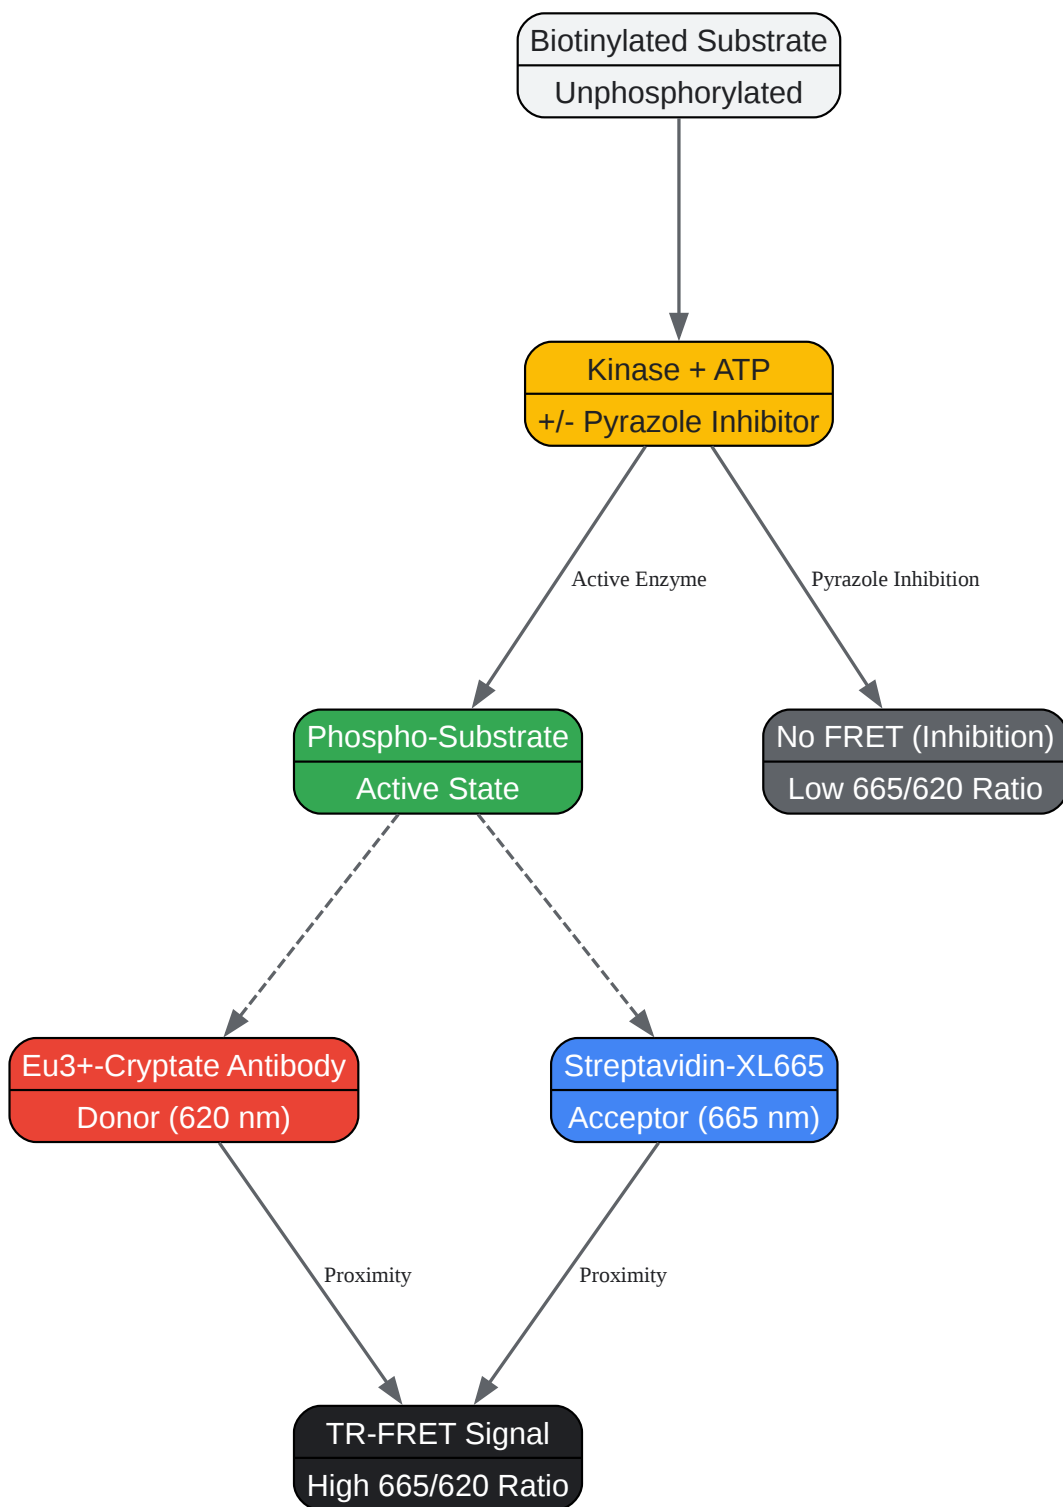 Biotinylated Substrate
Unphosphorylated
Kinase + ATP
+/- Pyrazole Inhibitor
Active Enzyme
Pyrazole Inhibition
Phospho-Substrate
Active State
No FRET (Inhibition)
Low 665/620 Ratio
Eu3+-Cryptate Antibody
Donor (620 nm)
Streptavidin-XL665
Acceptor (665 nm)
Proximity
Proximity
TR-FRET Signal
High 665/620 Ratio